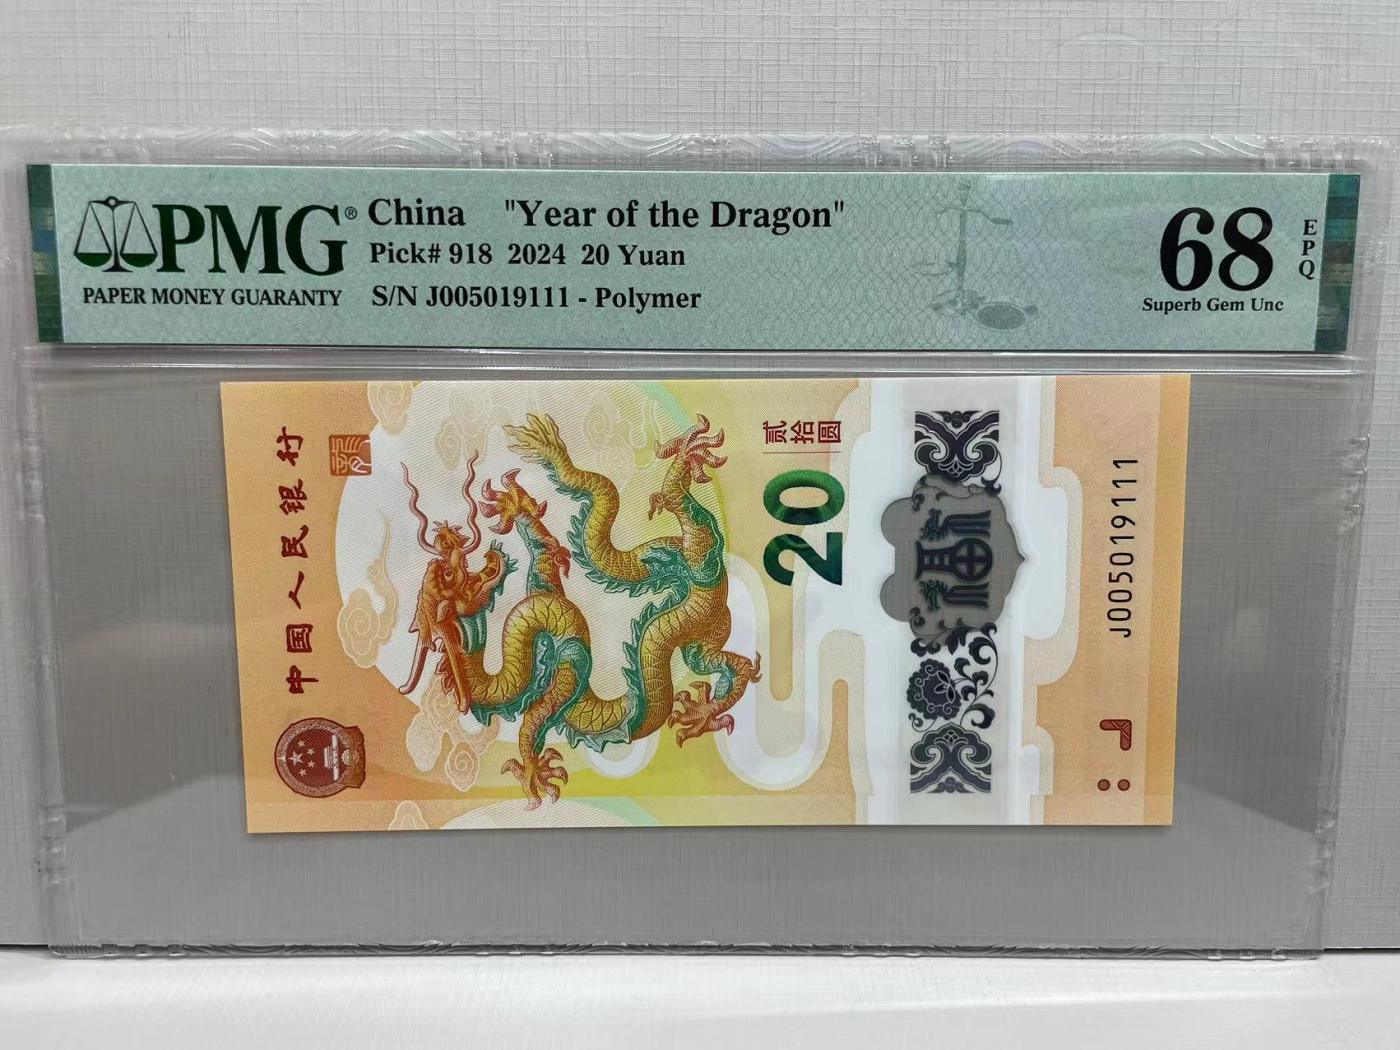 PMG® China "Year of the Dragon"
Pick# 918 2024 20 Yuan
PAPER MONEY GUARANTY
S/N J005019111 - Polymer
68
EPQ
Superb Gem Unc
中国人民银行
贰拾圆
20
福
J005019111